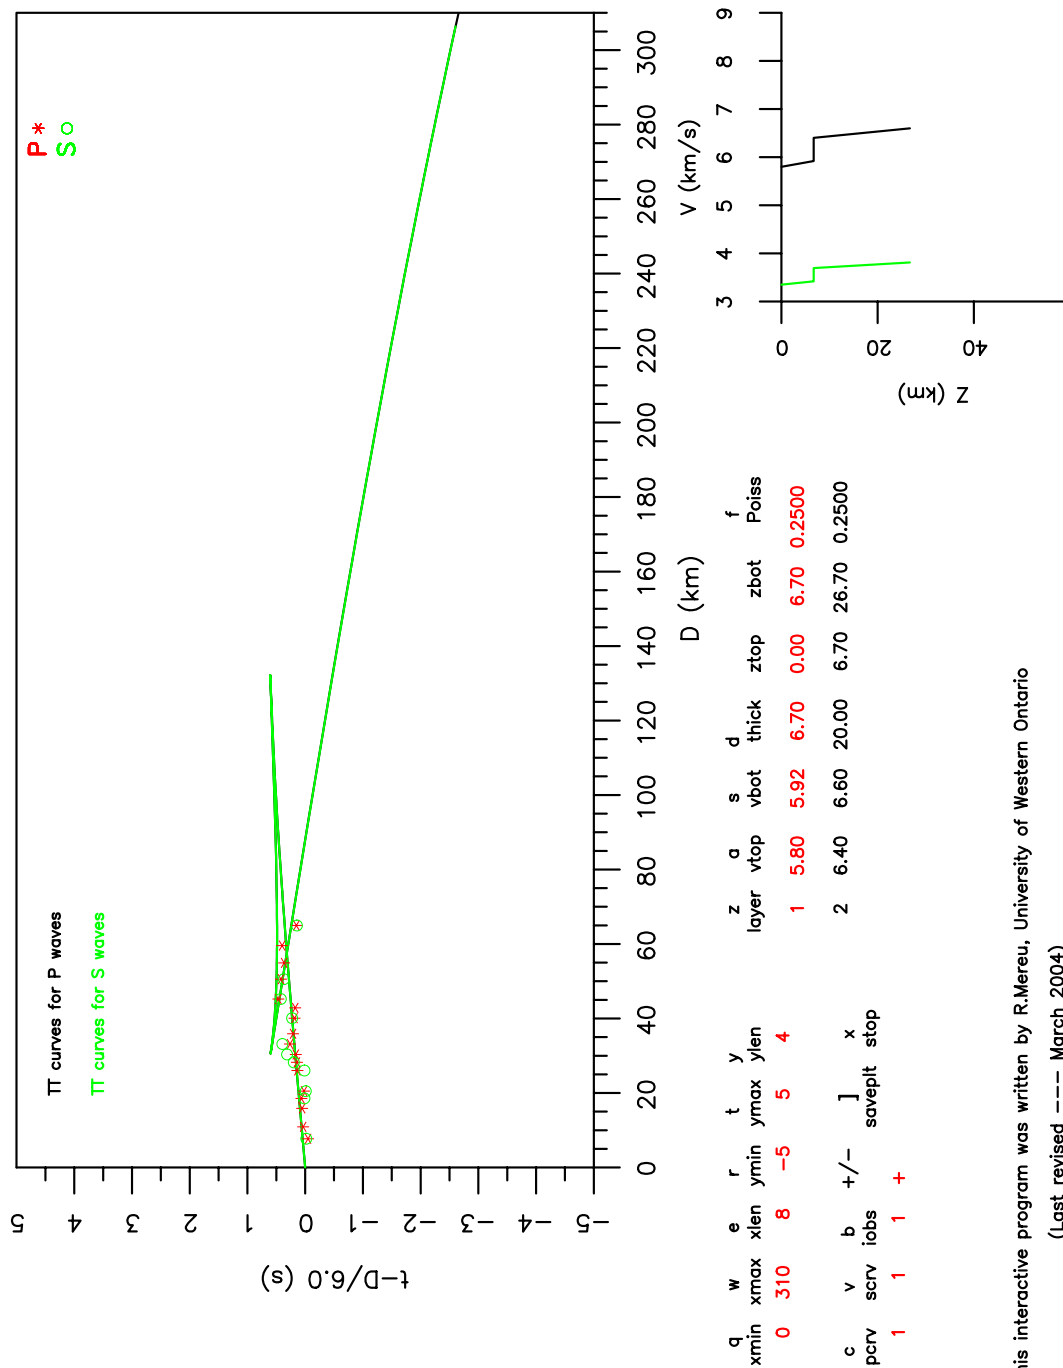 TT curves for P waves
TT curves for S waves
P *
S o
5 4 3 2 1 0 −1 −2 −3 −4 −5
t−D/6.0 (s)
0 20 40 60 80 100 120 140 160 180 200 220 240 260 280 300
D (km)
9 8 7 6 5 4 3
V (km/s)
0 20 40
Z (km)
q w e r t y
xmin xmax xlen ymin ymax ylen
0 310 8 −5 5 4
c v b +/− ] x
pcrv scrv iobs saveplt stop
1 1 1 +
z a s d f
layer vtop vbot thick ztop zbot Poiss
1 5.80 5.92 6.70 0.00 6.70 0.2500
2 6.40 6.60 20.00 6.70 26.70 0.2500
his interactive program was written by R.Mereu, University of Western Ontario
(Last revised −−− March 2004)